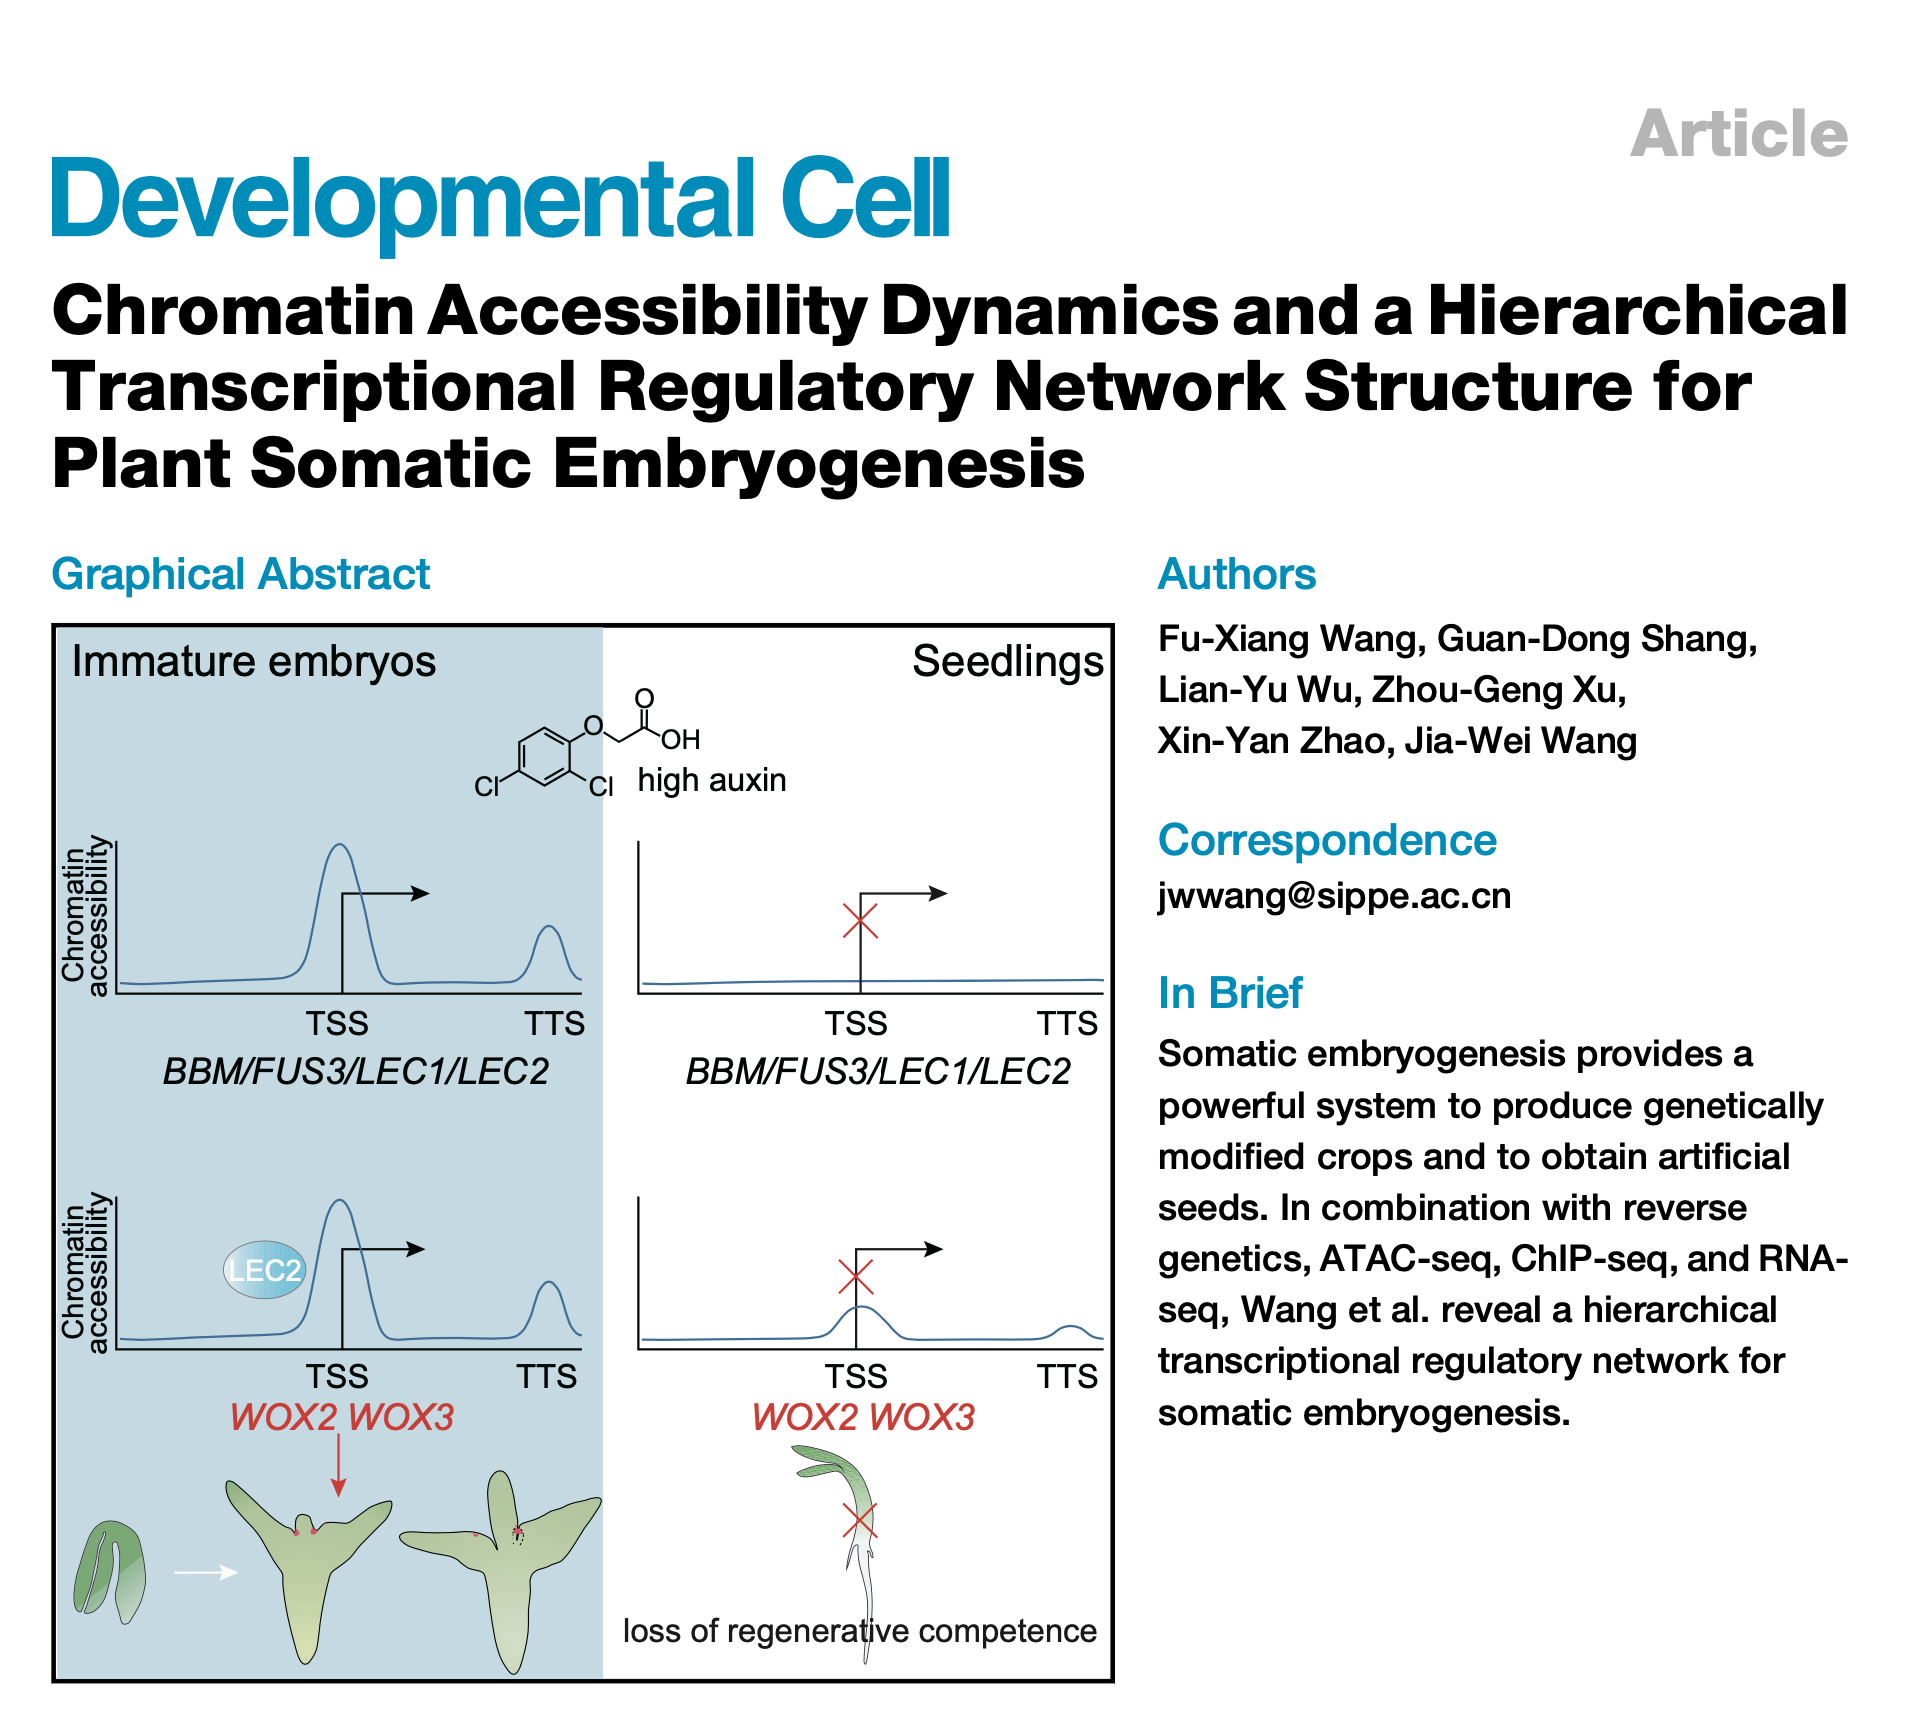 Article
Developmental Cell
Chromatin Accessibility Dynamics and a Hierarchical
Transcriptional Regulatory Network Structure for
Plant Somatic Embryogenesis
Graphical Abstract
Immature embryos
Seedlings
O
O
OH
Cl
Cl
high auxin
Chromatin
accessibility
TSS
TTS
BBM/FUS3/LEC1/LEC2
TSS
TTS
BBM/FUS3/LEC1/LEC2
Chromatin
accessibility
LEC2
TSS
TTS
WOX2 WOX3
TSS
TTS
WOX2 WOX3
loss of regenerative competence
Authors
Fu-Xiang Wang, Guan-Dong Shang,
Lian-Yu Wu, Zhou-Geng Xu,
Xin-Yan Zhao, Jia-Wei Wang
Correspondence
jwwang@sippe.ac.cn
In Brief
Somatic embryogenesis provides a
powerful system to produce genetically
modified crops and to obtain artificial
seeds. In combination with reverse
genetics, ATAC-seq, ChIP-seq, and RNA-
seq, Wang et al. reveal a hierarchical
transcriptional regulatory network for
somatic embryogenesis.